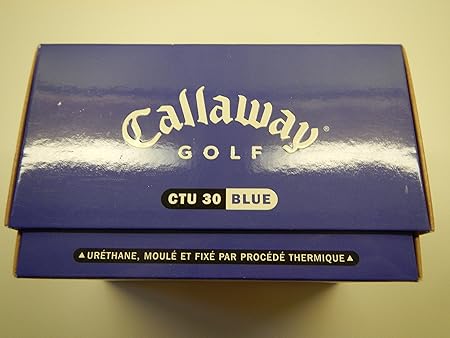 Callaway®
GOLF
CTU 30 BLUE
▲URÉTHANE, MOULÉ ET FIXÉ PAR PROCÉDÉ THERMIQUE▲